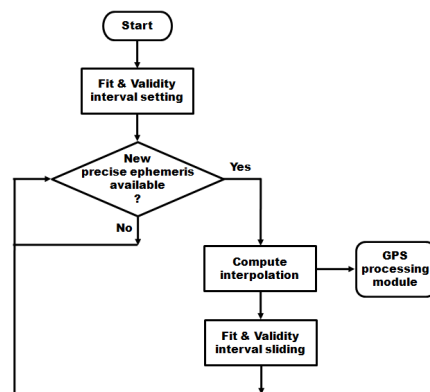 Start
Fit & Validity
interval setting
New
precise ephemeris
available
?
Yes
No
Compute
interpolation
GPS
processing
module
Fit & Validity
interval sliding